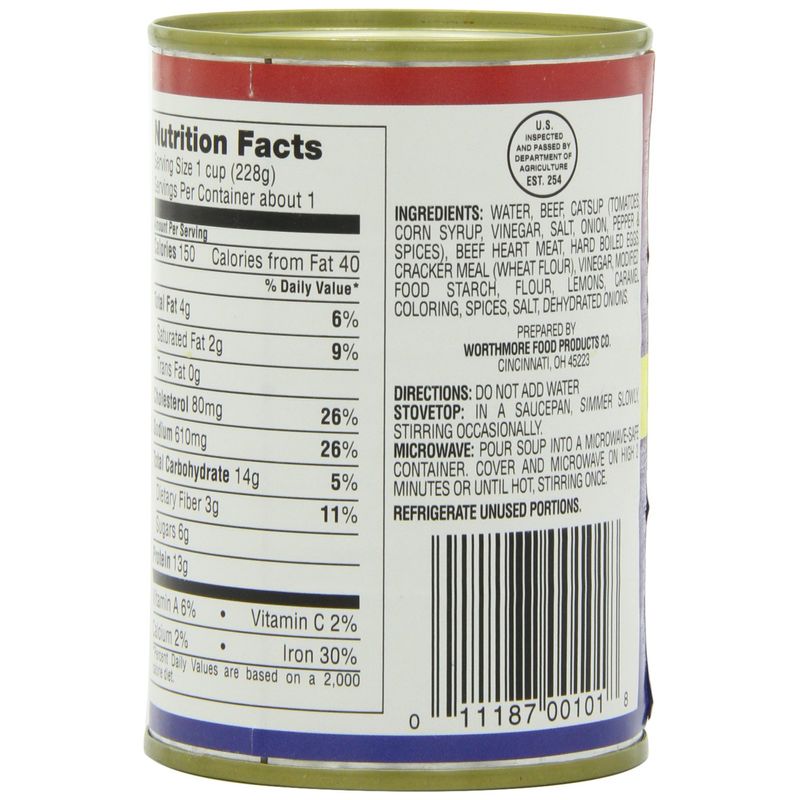 Nutrition Facts
Serving Size 1 cup (228g)
Servings Per Container about 1
Amount Per Serving
Calories 150 Calories from Fat 40
% Daily Value*
Total Fat 4g 6%
Saturated Fat 2g 9%
Trans Fat 0g
Cholesterol 80mg 26%
Sodium 610mg 26%
Total Carbohydrate 14g 5%
Dietary Fiber 3g 11%
Sugars 6g
Protein 13g
Vitamin A 6% • Vitamin C 2%
Calcium 2% • Iron 30%
Percent Daily Values are based on a 2,000
calorie diet.
U.S.
INSPECTED
AND PASSED BY
DEPARTMENT OF
AGRICULTURE
EST. 254
INGREDIENTS: WATER, BEEF, CATSUP (TOMATOES,
CORN SYRUP, VINEGAR, SALT, ONION, PEPPER &
SPICES), BEEF HEART MEAT, HARD BOILED EGGS,
CRACKER MEAL (WHEAT FLOUR), VINEGAR, MODIFIED
FOOD STARCH, FLOUR, LEMONS, CARAMEL
COLORING, SPICES, SALT, DEHYDRATED ONIONS.
PREPARED BY
WORTHMORE FOOD PRODUCTS CO.
CINCINNATI, OH 45223
DIRECTIONS: DO NOT ADD WATER
STOVETOP: IN A SAUCEPAN, SIMMER SLOWLY,
STIRRING OCCASIONALLY.
MICROWAVE: POUR SOUP INTO A MICROWAVE-SAFE
CONTAINER. COVER AND MICROWAVE ON HIGH 2
MINUTES OR UNTIL HOT, STIRRING ONCE.
REFRIGERATE UNUSED PORTIONS.
0 11187 00101 8